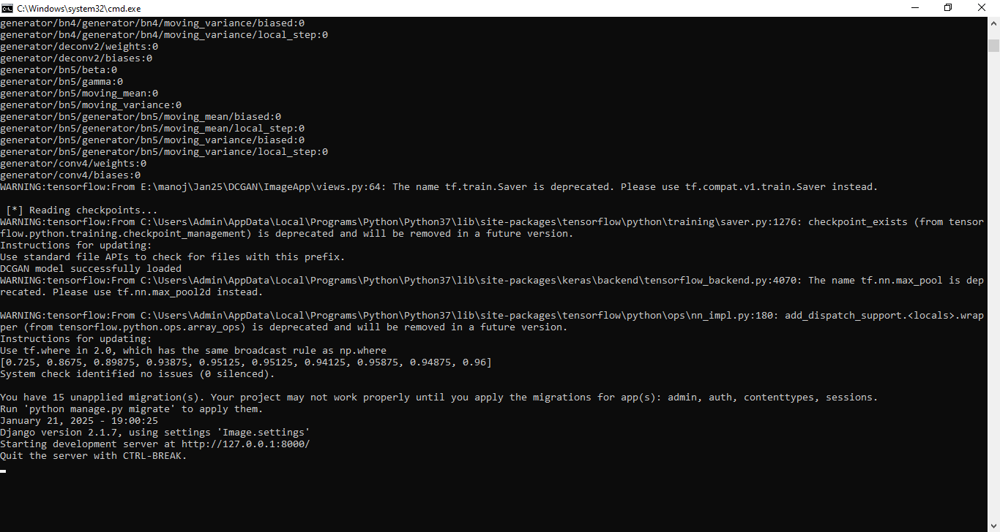 C:\Windows\system32\cmd.exe
generator/bn4/generator/bn4/moving_variance/biased:0
generator/bn4/generator/bn4/moving_variance/local_step:0
generator/deconv2/weights:0
generator/deconv2/biases:0
generator/bn5/beta:0
generator/bn5/gamma:0
generator/bn5/moving_mean:0
generator/bn5/moving_variance:0
generator/bn5/generator/bn5/moving_mean/biased:0
generator/bn5/generator/bn5/moving_mean/local_step:0
generator/bn5/generator/bn5/moving_variance/biased:0
generator/bn5/generator/bn5/moving_variance/local_step:0
generator/conv4/weights:0
generator/conv4/biases:0
WARNING:tensorflow:From E:\manoj\Jan25\DCGAN\ImageApp\views.py:64: The name tf.train.Saver is deprecated. Please use tf.compat.v1.train.Saver instead.
[*] Reading checkpoints...
WARNING:tensorflow:From C:\Users\Admin\AppData\Local\Programs\Python\Python37\lib\site-packages\tensorflow\python\training\saver.py:1276: checkpoint_exists (from tensor
flow.python.training.checkpoint_management) is deprecated and will be removed in a future version.
Instructions for updating:
Use standard file APIs to check for files with this prefix.
DCGAN model successfully loaded
WARNING:tensorflow:From C:\Users\Admin\AppData\Local\Programs\Python\Python37\lib\site-packages\keras\backend\tensorflow_backend.py:4070: The name tf.nn.max_pool is dep
recated. Please use tf.nn.max_pool2d instead.
WARNING:tensorflow:From C:\Users\Admin\AppData\Local\Programs\Python\Python37\lib\site-packages\tensorflow\python\ops\nn_impl.py:180: add_dispatch_support.<locals>.wrap
per (from tensorflow.python.ops.array_ops) is deprecated and will be removed in a future version.
Instructions for updating:
Use tf.where in 2.0, which has the same broadcast rule as np.where
[0.725, 0.8675, 0.89875, 0.93875, 0.95125, 0.95125, 0.94125, 0.95875, 0.94875, 0.96]
System check identified no issues (0 silenced).
You have 15 unapplied migration(s). Your project may not work properly until you apply the migrations for app(s): admin, auth, contenttypes, sessions.
Run 'python manage.py migrate' to apply them.
January 21, 2025 - 19:00:25
Django version 2.1.7, using settings 'Image.settings'
Starting development server at http://127.0.0.1:8000/
Quit the server with CTRL-BREAK.